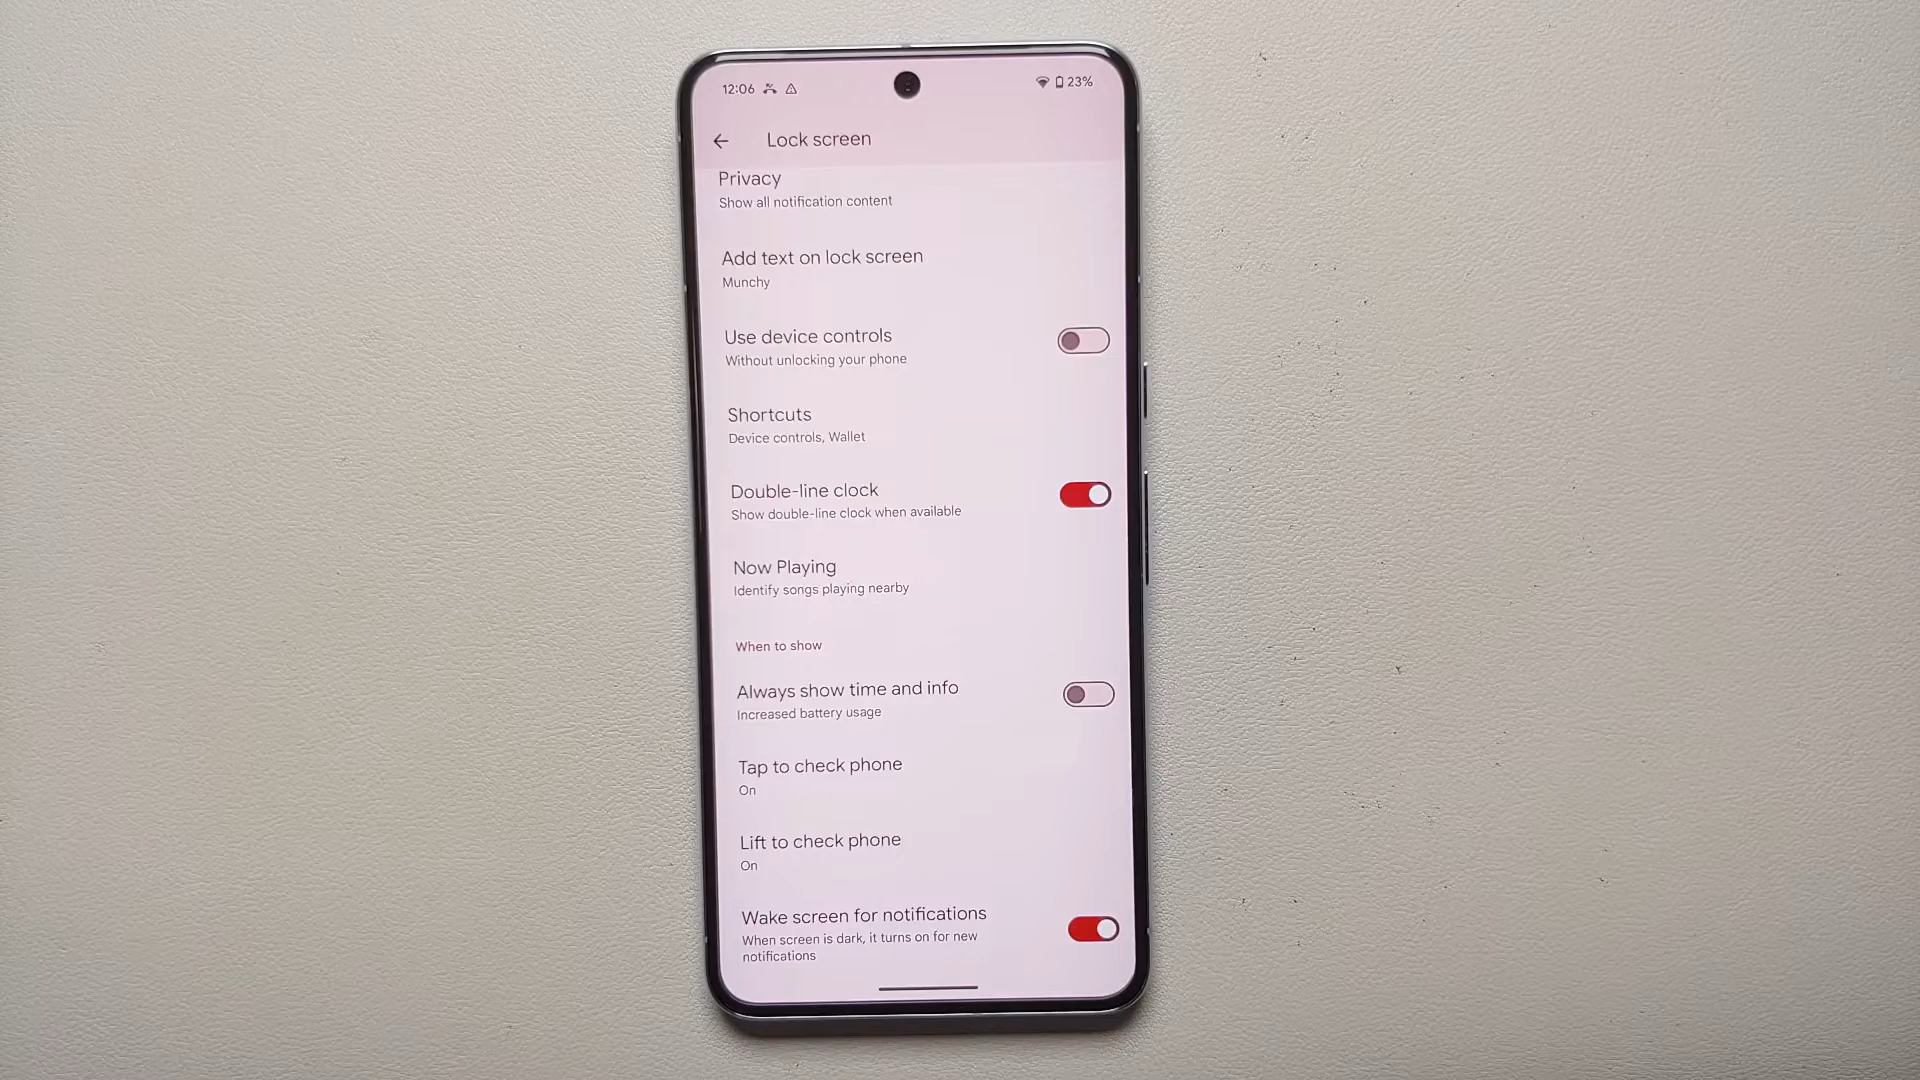 12:06
23%
Lock screen
Privacy
Show all notification content
Add text on lock screen
Munchy
Use device controls
Without unlocking your phone
Shortcuts
Device controls, Wallet
Double-line clock
Show double-line clock when available
Now Playing
Identify songs playing nearby
When to show
Always show time and info
Increased battery usage
Tap to check phone
On
Lift to check phone
On
Wake screen for notifications
When screen is dark, it turns on for new
notifications